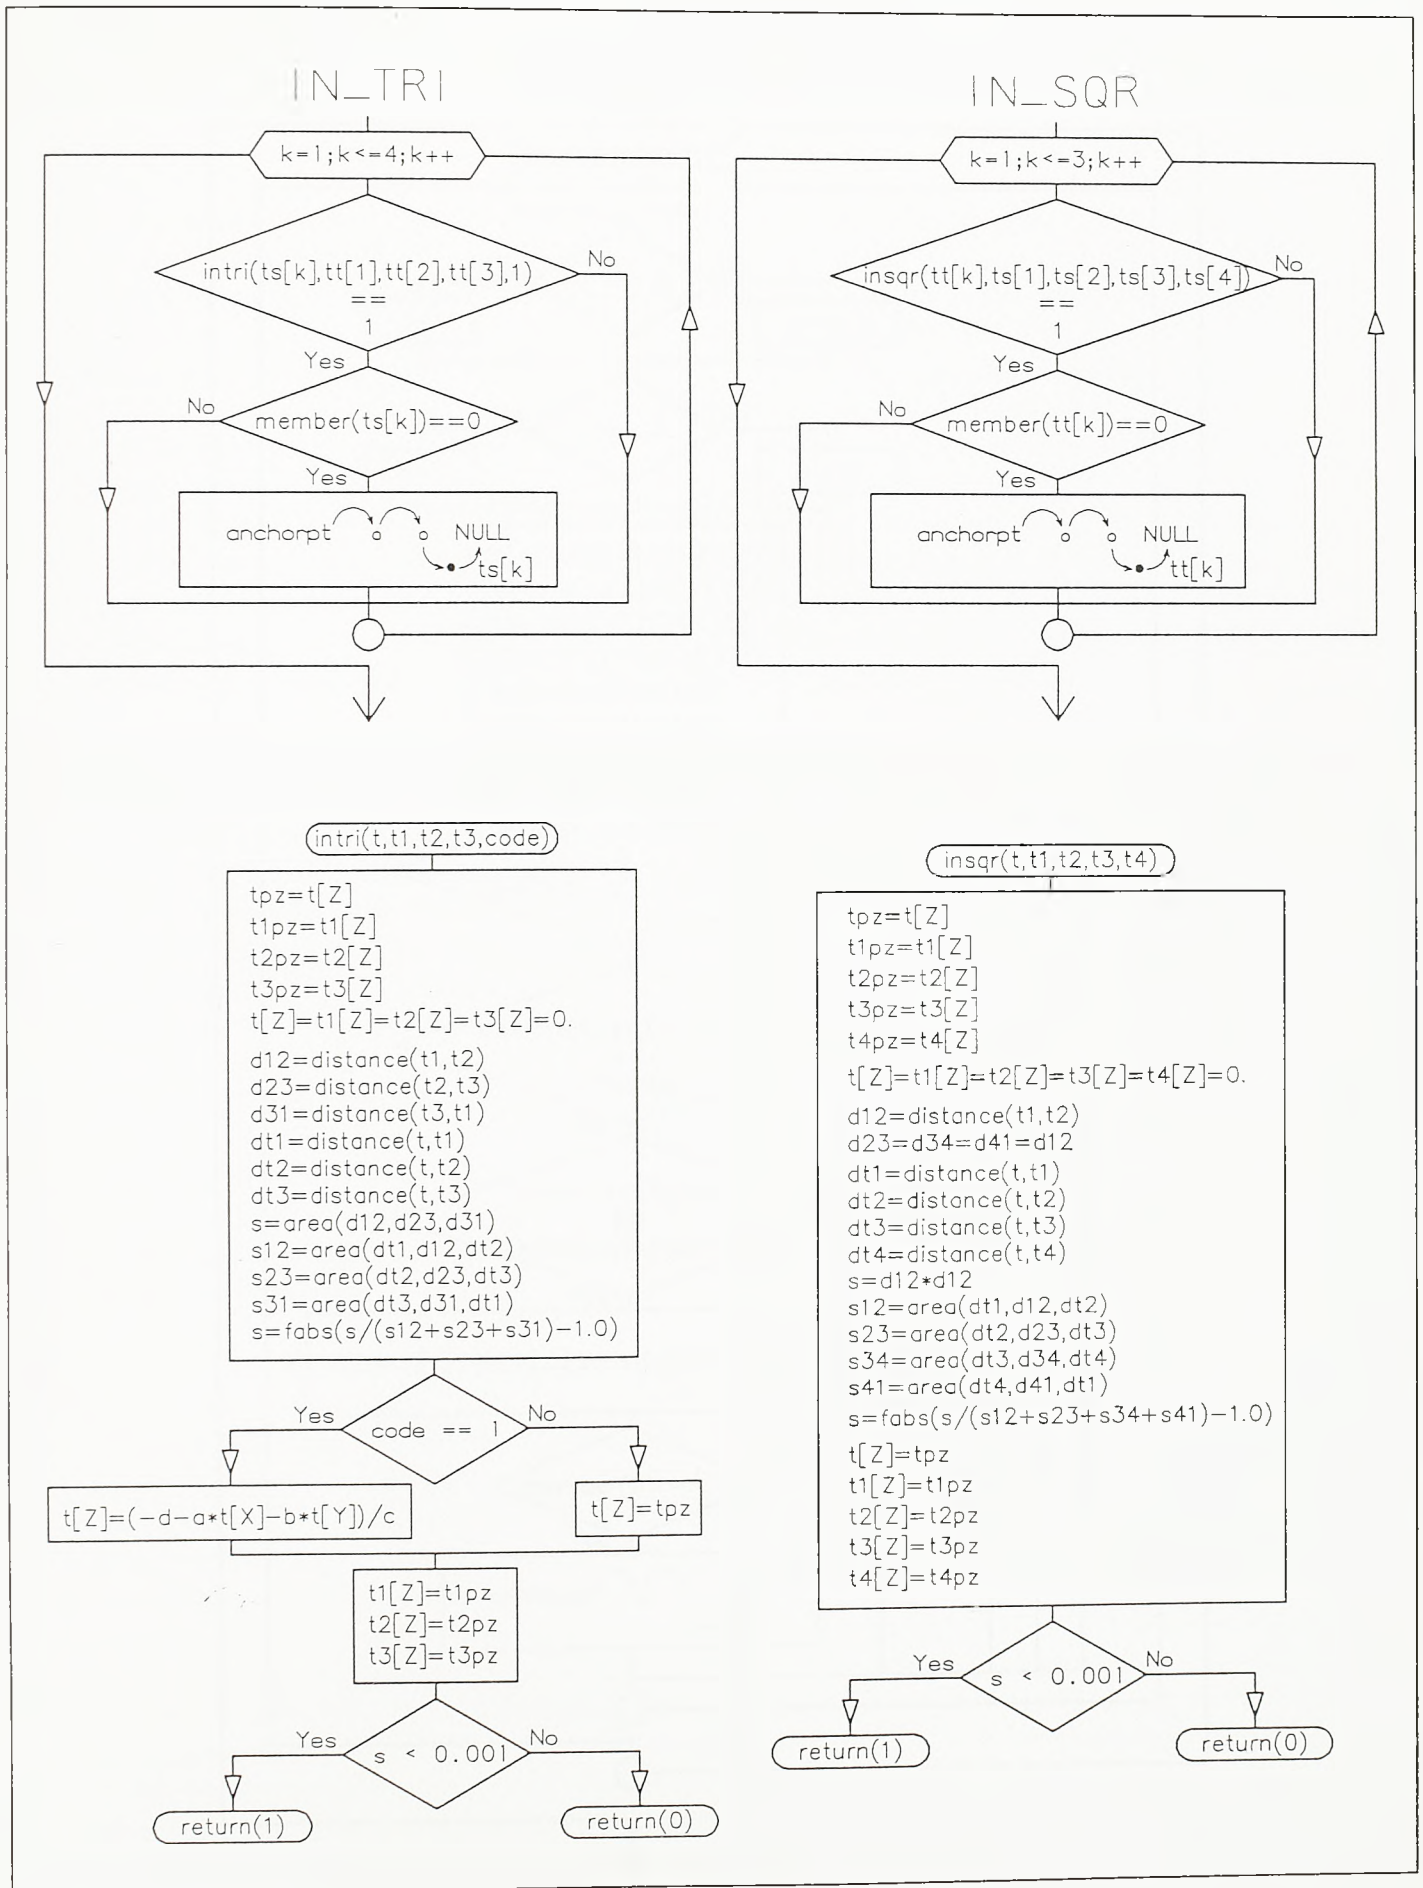 IN_TRI
k=1;k<=4;k++
intri(ts[k],tt[1],tt[2],tt[3],1)
==
1
No
Yes
member(ts[k])==0
No
Yes
anchorpt
NULL
ts[k]
IN_SQR
k=1;k<=3;k++
insqr(tt[k],ts[1],ts[2],ts[3],ts[4])
==
1
No
Yes
member(tt[k])==0
No
Yes
anchorpt
NULL
tt[k]
intri(t,t1,t2,t3,code)
tpz=t[Z]
t1pz=t1[Z]
t2pz=t2[Z]
t3pz=t3[Z]
t[Z]=t1[Z]=t2[Z]=t3[Z]=0.
d12=distance(t1,t2)
d23=distance(t2,t3)
d31=distance(t3,t1)
dt1=distance(t,t1)
dt2=distance(t,t2)
dt3=distance(t,t3)
s=area(d12,d23,d31)
s12=area(dt1,d12,dt2)
s23=area(dt2,d23,dt3)
s31=area(dt3,d31,dt1)
s=fabs(s/(s12+s23+s31)-1.0)
code == 1
Yes
No
t[Z]=(-d-a*t[X]-b*t[Y])/c
t[Z]=tpz
t1[Z]=t1pz
t2[Z]=t2pz
t3[Z]=t3pz
s < 0.001
Yes
No
return(1)
return(0)
insqr(t,t1,t2,t3,t4)
tpz=t[Z]
t1pz=t1[Z]
t2pz=t2[Z]
t3pz=t3[Z]
t4pz=t4[Z]
t[Z]=t1[Z]=t2[Z]=t3[Z]=t4[Z]=0.
d12=distance(t1,t2)
d23=d34=d41=d12
dt1=distance(t,t1)
dt2=distance(t,t2)
dt3=distance(t,t3)
dt4=distance(t,t4)
s=d12*d12
s12=area(dt1,d12,dt2)
s23=area(dt2,d23,dt3)
s34=area(dt3,d34,dt4)
s41=area(dt4,d41,dt1)
s=fabs(s/(s12+s23+s34+s41)-1.0)
t[Z]=tpz
t1[Z]=t1pz
t2[Z]=t2pz
t3[Z]=t3pz
t4[Z]=t4pz
s < 0.001
Yes
No
return(1)
return(0)